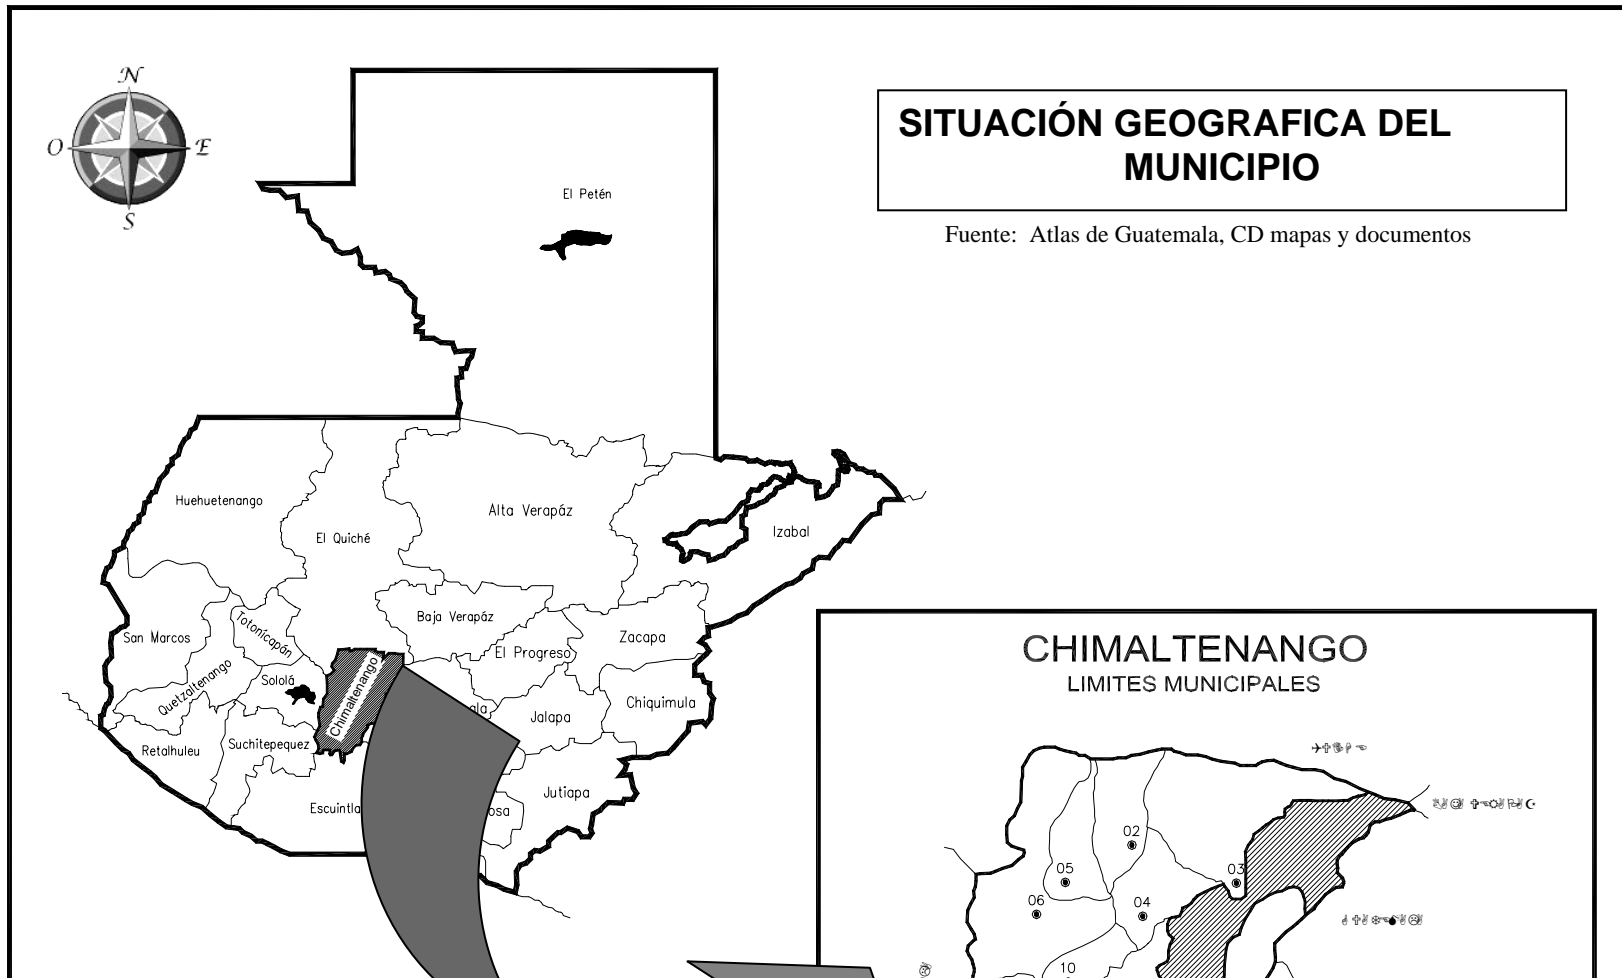 N
O
E
S
SITUACIÓN GEOGRAFICA DEL
MUNICIPIO
Fuente: Atlas de Guatemala, CD mapas y documentos
El Petén
Huehuetenango
El Quiché
Alta Verapáz
Izabal
San Marcos
Totonicapán
Baja Verapáz
El Progreso
Zacapa
Quetzaltenango
Sololá
Chimaltenango
ala
Jalapa
Chiquimula
Retalhuleu
Suchitepequez
Escuintla
osa
Jutiapa
CHIMALTENANGO
LIMITES MUNICIPALES
02
05
03
06
04
10